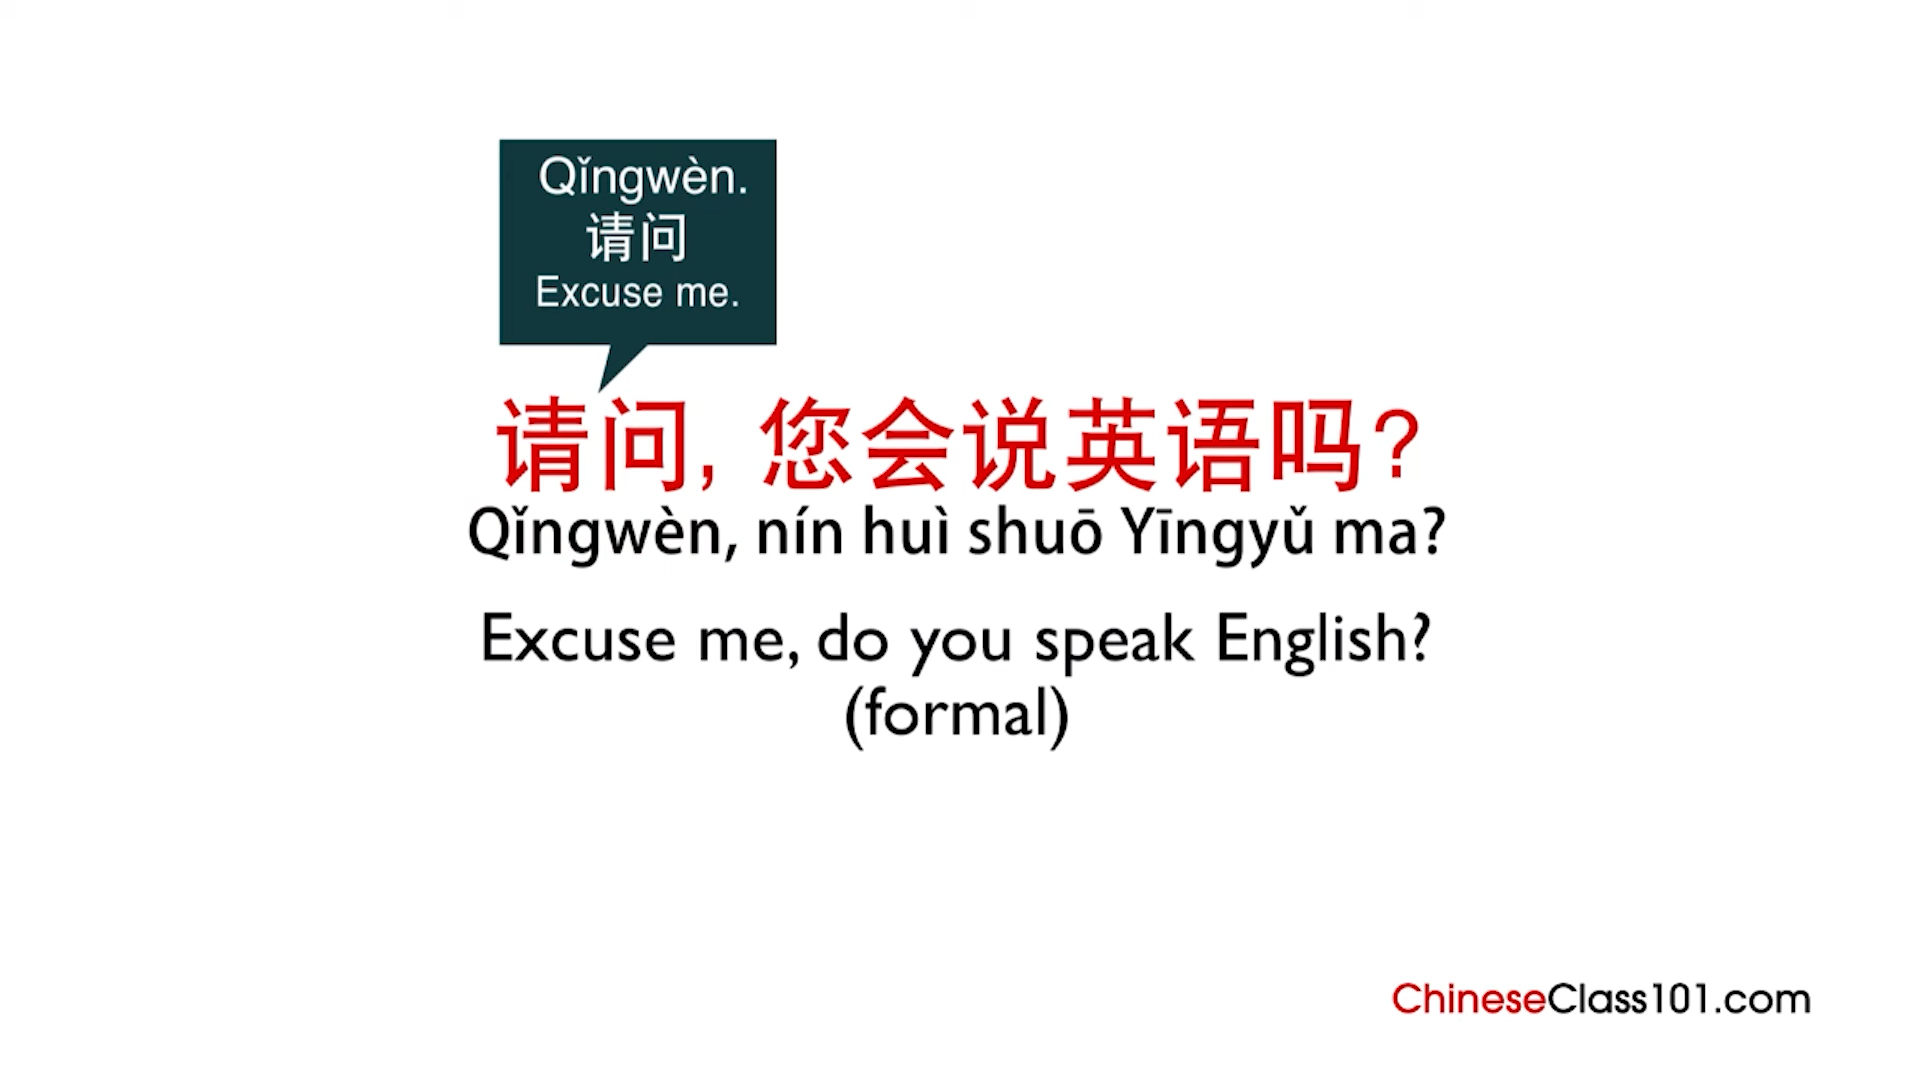 Qǐngwèn.
请问
Excuse me.
请问, 您会说英语吗?
Qǐngwèn, nín huì shuō Yīngyǔ ma?
Excuse me, do you speak English?
(formal)
ChineseClass101.com